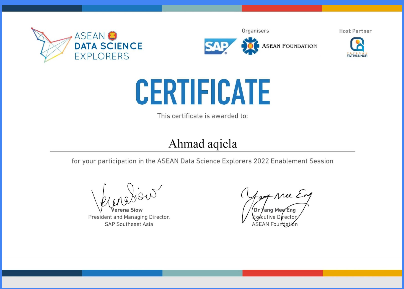 ASEAN
DATA SCIENCE
EXPLORERS
Organisers
SAP
ASEAN FOUNDATION
Host Partner
CERTIFICATE
This certificate is awarded to:
Ahmad aqiela
for your participation in the ASEAN Data Science Explorers 2022 Enablement Session.
Verena Siow
President and Managing Director,
SAP Southeast Asia
Dr Yang Mee Eng
Executive Director,
ASEAN Foundation